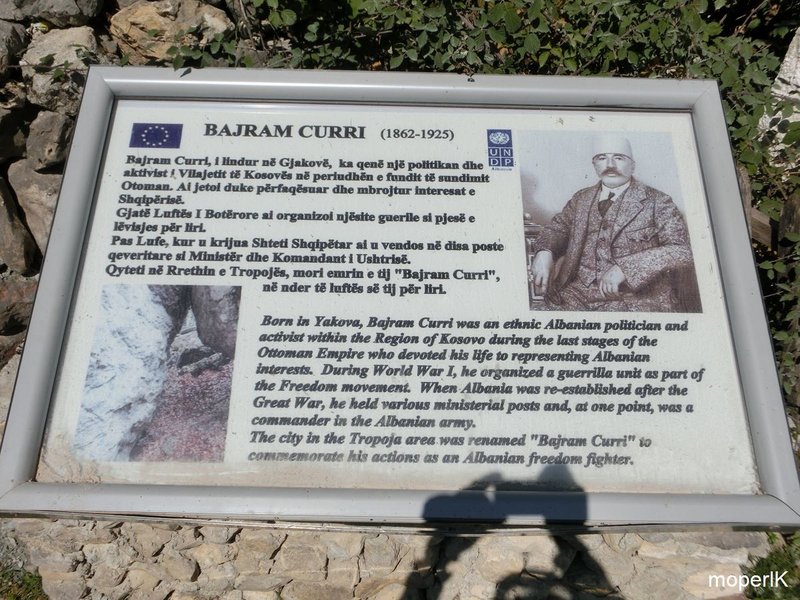 BAJRAM CURRI (1862-1925)
UNDP
Albania
Bajram Curri, i lindur në Gjakovë, ka qenë një politikan dhe
aktivist i Vilajetit të Kosovës në periudhën e fundit të sundimit
Otoman. Ai jetoi duke përfaqësuar dhe mbrojtur interesat e
Shqipërisë.
Gjatë Luftës I Botërore ai organizoi njësite guerile si pjesë e
lëvisjes për liri.
Pas Lufe, kur u krijua Shteti Shqipëtar ai u vendos në disa poste
qeveritare si Ministër dhe Komandant i Ushtrisë.
Qyteti në Rrethin e Tropojës, mori emrin e tij "Bajram Curri",
në nder të luftës së tij për liri.
Born in Yakova, Bajram Curri was an ethnic Albanian politician and
activist within the Region of Kosovo during the last stages of the
Ottoman Empire who devoted his life to representing Albanian
interests. During World War I, he organized a guerrilla unit as part of
the Freedom movement. When Albania was re-established after the
Great War, he held various ministerial posts and, at one point, was a
commander in the Albanian army.
The city in the Tropoja area was renamed "Bajram Curri" to
commemorate his actions as an Albanian freedom fighter.
moperlK